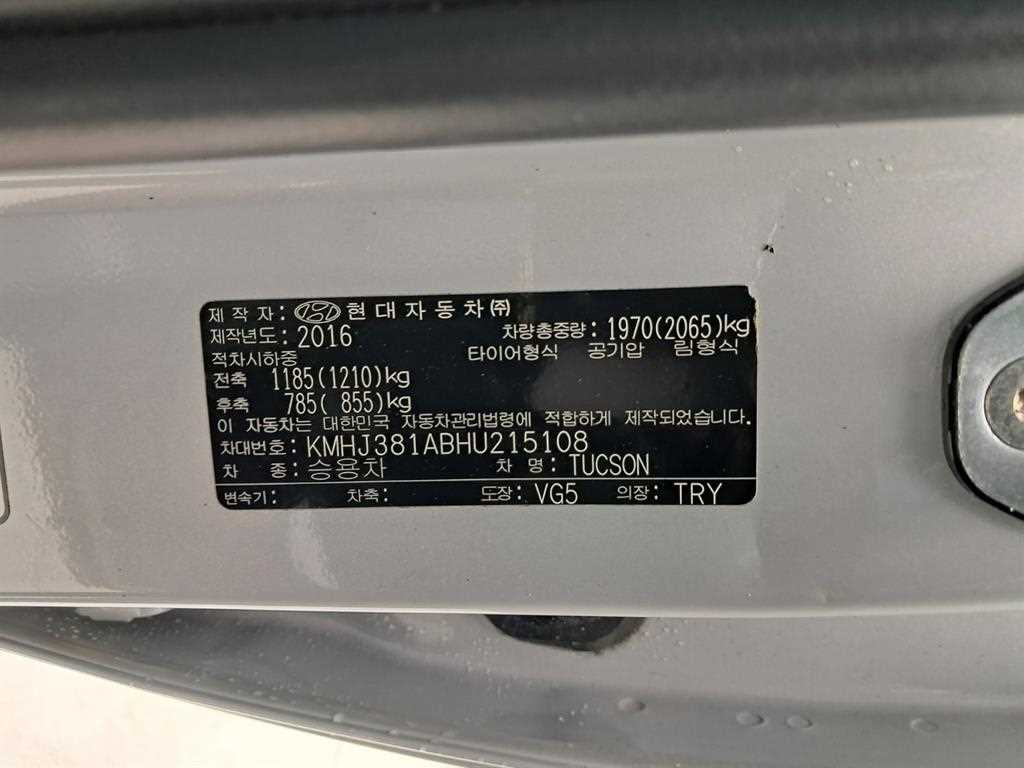 제 작 자: 현 대 자 동 차 ㈜
제작년도: 2016 차량총중량: 1970(2065)kg
적차시하중 타이어형식 공기압 림형식
전축 1185(1210)kg
후축 785( 855)kg
이 자동차는 대한민국 자동차관리법령에 적합하게 제작되었습니다.
차대번호: KMHJ381ABHU215108
차 종: 승용차 차 명: TUCSON
변속기: 차축: 도장: VG5 의장: TRY